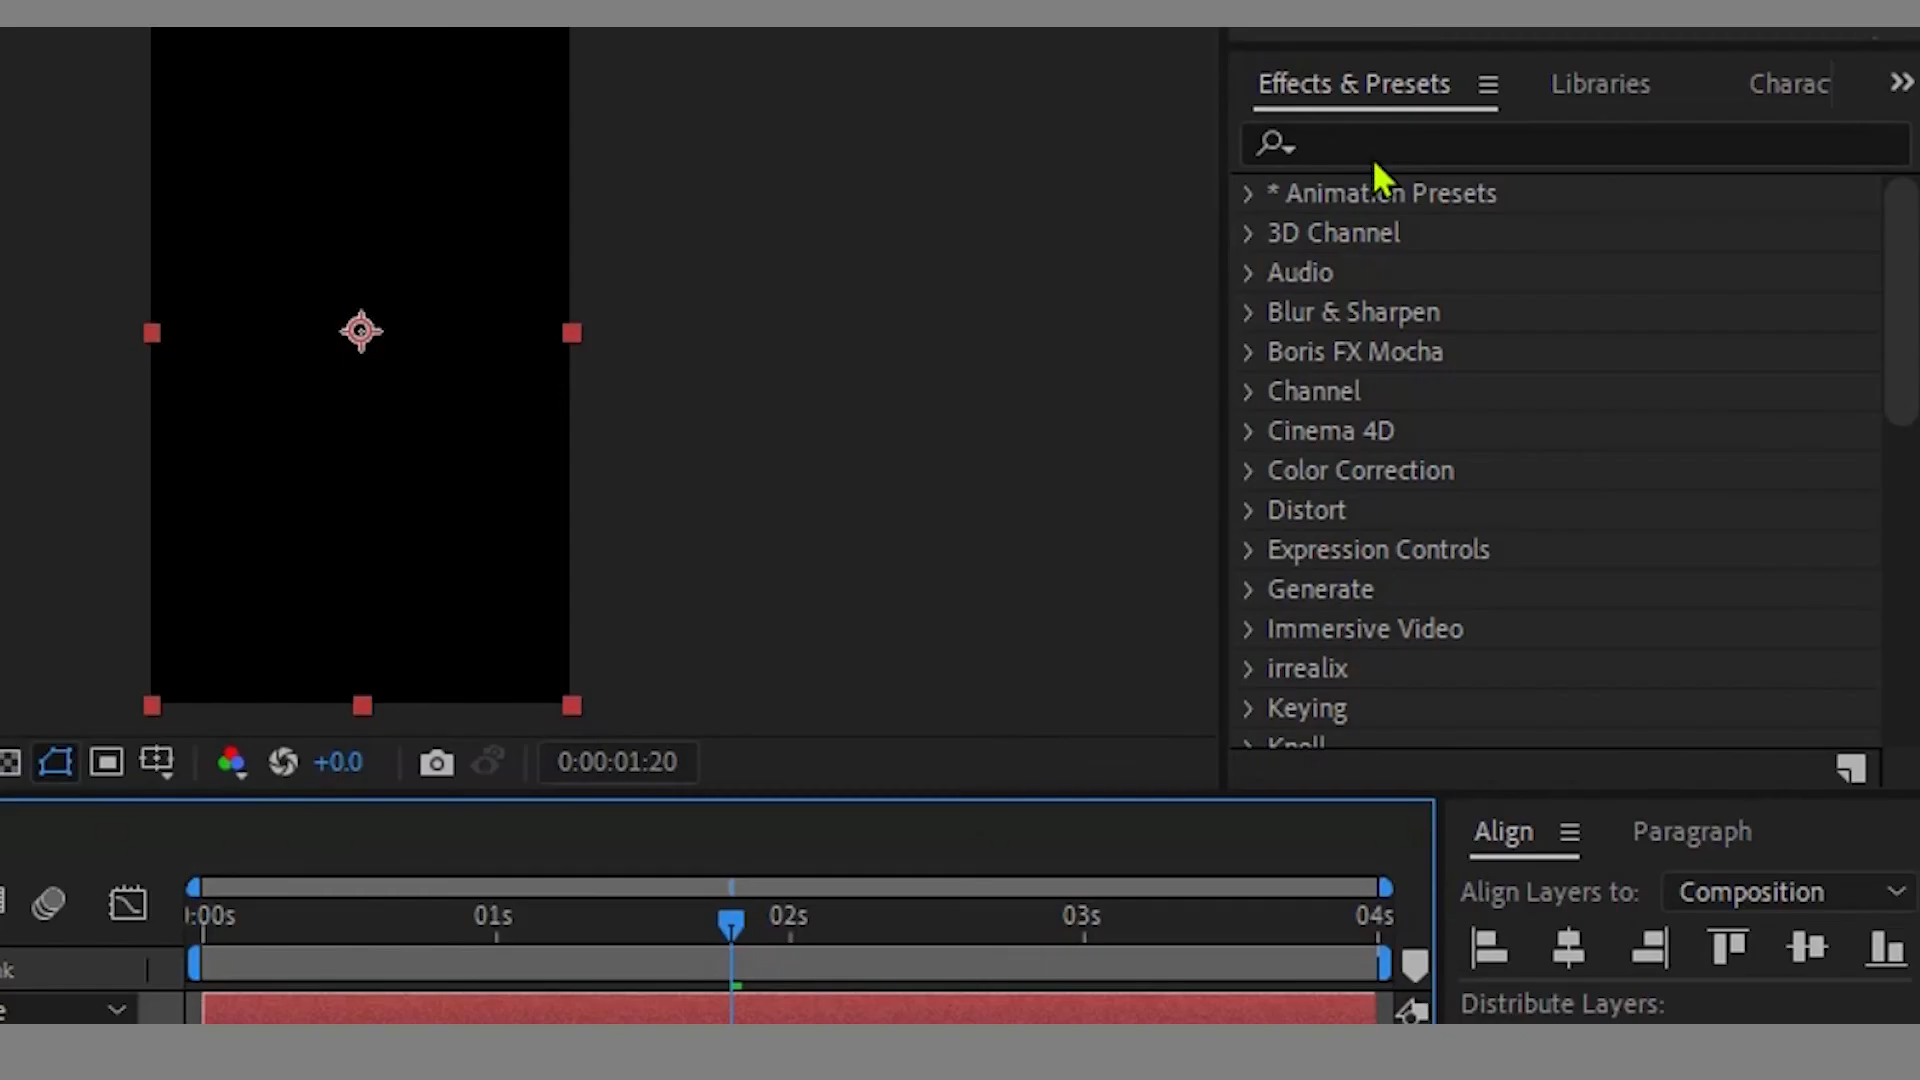 Effects & Presets
Libraries
Charac
* Animation Presets
3D Channel
Audio
Blur & Sharpen
Boris FX Mocha
Channel
Cinema 4D
Color Correction
Distort
Expression Controls
Generate
Immersive Video
irrealix
Keying
Knoll
+0.0
0:00:01:20
Align
Paragraph
Align Layers to:
Composition
:00s
01s
02s
03s
04s
Distribute Layers: